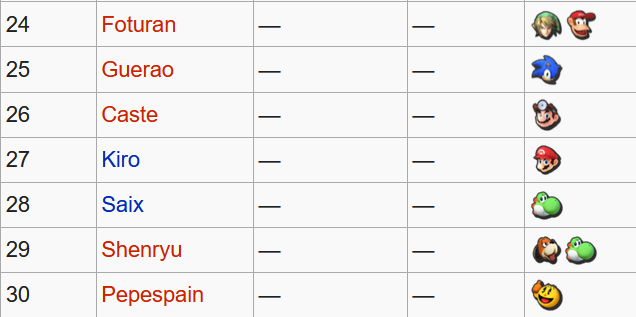 24 Foturan — —
25 Guerao — —
26 Caste — —
27 Kiro — —
28 Saix — —
29 Shenryu — —
30 Pepespain — —